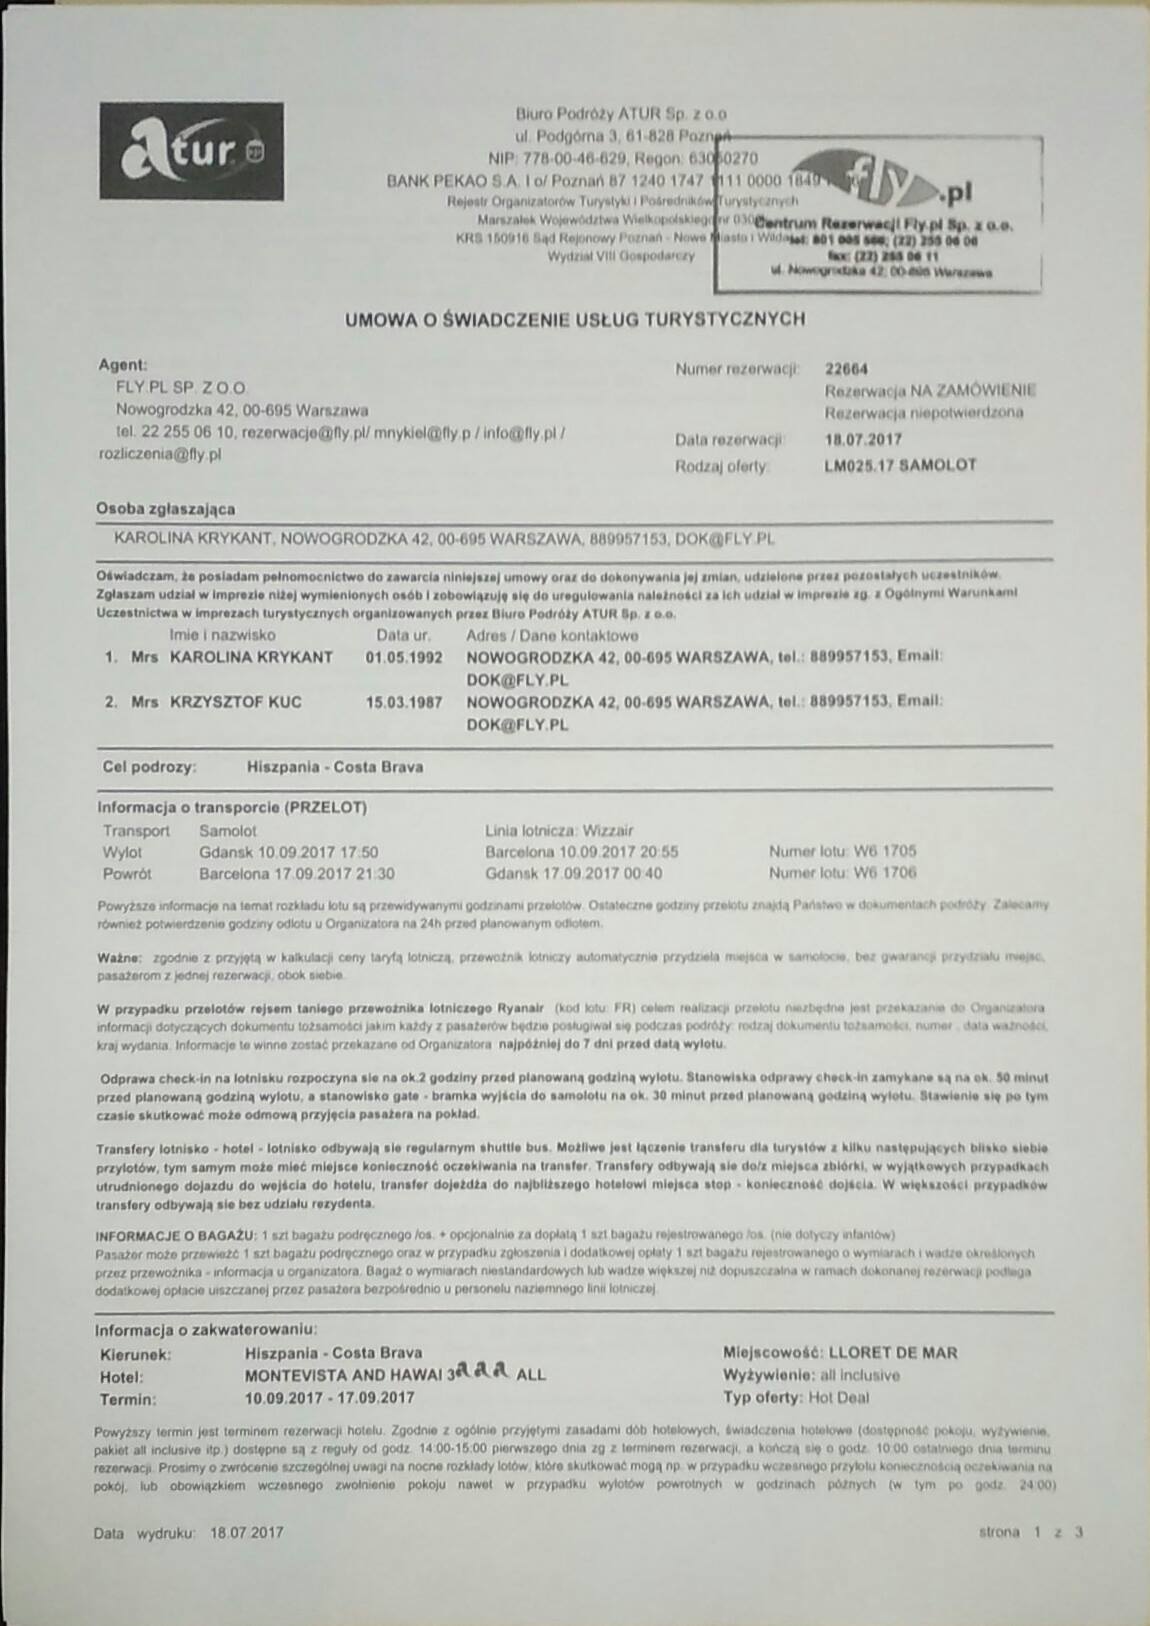 Atur
Biuro Podróży ATUR Sp. z o.o
ul. Podgórna 3, 61-828 Poznań
NIP: 778-00-46-629, Regon: 63050270
BANK PEKAO S.A. I o/ Poznań 87 1240 1747 1111 0000 1849
Rejestr Organizatorów Turystyki i Pośredników Turystycznych
Marszałek Województwa Wielkopolskiego nr
KRS 150916 Sąd Rejonowy Poznań - Nowe Miasto i Wilda
Wydział VIII Gospodarczy
fly.pl
Centrum Rezerwacji Fly.pl Sp. z o.o.
tel: 801 005 506; (22) 255 06 06
fax: (22) 255 06 11
ul. Nowogrodzka 42; 00-695 Warszawa
UMOWA O ŚWIADCZENIE USŁUG TURYSTYCZNYCH
Agent:
FLY.PL SP. Z O.O.
Nowogrodzka 42, 00-695 Warszawa
tel. 22 255 06 10, rezerwacje@fly.pl/ mnykiel@fly.p / info@fly.pl /
rozliczenia@fly.pl
Numer rezerwacji: 22664
Rezerwacja NA ZAMÓWIENIE
Rezerwacja niepotwierdzona
Data rezerwacji: 18.07.2017
Rodzaj oferty: LM025.17 SAMOLOT
Osoba zgłaszająca
KAROLINA KRYKANT, NOWOGRODZKA 42, 00-695 WARSZAWA, 889957153, DOK@FLY.PL
Oświadczam, że posiadam pełnomocnictwo do zawarcia niniejszej umowy oraz do dokonywania jej zmian, udzielone przez pozostałych uczestników.
Zgłaszam udział w imprezie niżej wymienionych osób i zobowiązuję się do uregulowania należności za ich udział w imprezie zg. z Ogólnymi Warunkami
Uczestnictwa w imprezach turystycznych organizowanych przez Biuro Podróży ATUR Sp. z o.o.
Imie i nazwisko Data ur. Adres / Dane kontaktowe
1. Mrs KAROLINA KRYKANT 01.05.1992 NOWOGRODZKA 42, 00-695 WARSZAWA, tel.: 889957153, Email:
DOK@FLY.PL
2. Mrs KRZYSZTOF KUC 15.03.1987 NOWOGRODZKA 42, 00-695 WARSZAWA, tel.: 889957153, Email:
DOK@FLY.PL
Cel podrozy: Hiszpania - Costa Brava
Informacja o transporcie (PRZELOT)
Transport Samolot Linia lotnicza: Wizzair
Wylot Gdansk 10.09.2017 17:50 Barcelona 10.09.2017 20:55 Numer lotu: W6 1705
Powrót Barcelona 17.09.2017 21:30 Gdansk 17.09.2017 00:40 Numer lotu: W6 1706
Powyższe informacje na temat rozkładu lotu są przewidywanymi godzinami przelotów. Ostateczne godziny przelotu znajdą Państwo w dokumentach podróży. Zalecamy
również potwierdzenie godziny odlotu u Organizatora na 24h przed planowanym odlotem.
Ważne: zgodnie z przyjętą w kalkulacji ceny taryfą lotniczą, przewoźnik lotniczy automatycznie przydziela miejsca w samolocie, bez gwarancji przydziału miejsc,
pasażerom z jednej rezerwacji, obok siebie.
W przypadku przelotów rejsem taniego przewoźnika lotniczego Ryanair (kod lotu: FR) celem realizacji przelotu niezbędne jest przekazanie do Organizatora
informacji dotyczących dokumentu tożsamości jakim każdy z pasażerów będzie posługiwał się podczas podróży: rodzaj dokumentu tożsamości, numer , data ważności,
kraj wydania. Informacje te winne zostać przekazane od Organizatora najpóźniej do 7 dni przed datą wylotu.
Odprawa check-in na lotnisku rozpoczyna sie na ok.2 godziny przed planowaną godziną wylotu. Stanowiska odprawy check-in zamykane są na ok. 50 minut
przed planowaną godziną wylotu, a stanowisko gate - bramka wyjścia do samolotu na ok. 30 minut przed planowaną godziną wylotu. Stawienie się po tym
czasie skutkować może odmową przyjęcia pasażera na pokład.
Transfery lotnisko - hotel - lotnisko odbywają sie regularnym shuttle bus. Możliwe jest łączenie transferu dla turystów z kilku następujących blisko siebie
przylotów, tym samym może mieć miejsce konieczność oczekiwania na transfer. Transfery odbywają sie do/z miejsca zbiórki, w wyjątkowych przypadkach
utrudnionego dojazdu do wejścia do hotelu, transfer dojeżdża do najbliższego hotelowi miejsca stop - konieczność dojścia. W większości przypadków
transfery odbywają sie bez udziału rezydenta.
INFORMACJE O BAGAŻU: 1 szt bagażu podręcznego /os. + opcjonalnie za dopłatą 1 szt bagażu rejestrowanego /os. (nie dotyczy infantów)
Pasażer może przewieźć 1 szt bagażu podręcznego oraz w przypadku zgłoszenia i dodatkowej opłaty 1 szt bagażu rejestrowanego o wymiarach i wadze określonych
przez przewoźnika - informacja u organizatora. Bagaż o wymiarach niestandardowych lub wadze większej niż dopuszczalna w ramach dokonanej rezerwacji podlega
dodatkowej opłacie uiszczanej przez pasażera bezpośrednio u personelu naziemnego linii lotniczej.
Informacja o zakwaterowaniu:
Kierunek: Hiszpania - Costa Brava Miejscowość: LLORET DE MAR
Hotel: MONTEVISTA AND HAWAI 3aaa ALL Wyżywienie: all inclusive
Termin: 10.09.2017 - 17.09.2017 Typ oferty: Hot Deal
Powyższy termin jest terminem rezerwacji hotelu. Zgodnie z ogólnie przyjętymi zasadami dób hotelowych, świadczenia hotelowe (dostępność pokoju, wyżywienie,
pakiet all inclusive itp.) dostępne są z reguły od godz. 14:00-15:00 pierwszego dnia zg z terminem rezerwacji, a kończą się o godz. 10:00 ostatniego dnia terminu
rezerwacji. Prosimy o zwrócenie szczególnej uwagi na nocne rozkłady lotów, które skutkować mogą np. w przypadku wczesnego przylotu koniecznością oczekiwania na
pokój, lub obowiązkiem wczesnego zwolnienie pokoju nawet w przypadku wylotów powrotnych w godzinach późnych (w tym po godz. 24:00)
Data wydruku: 18.07.2017 strona 1 z 3